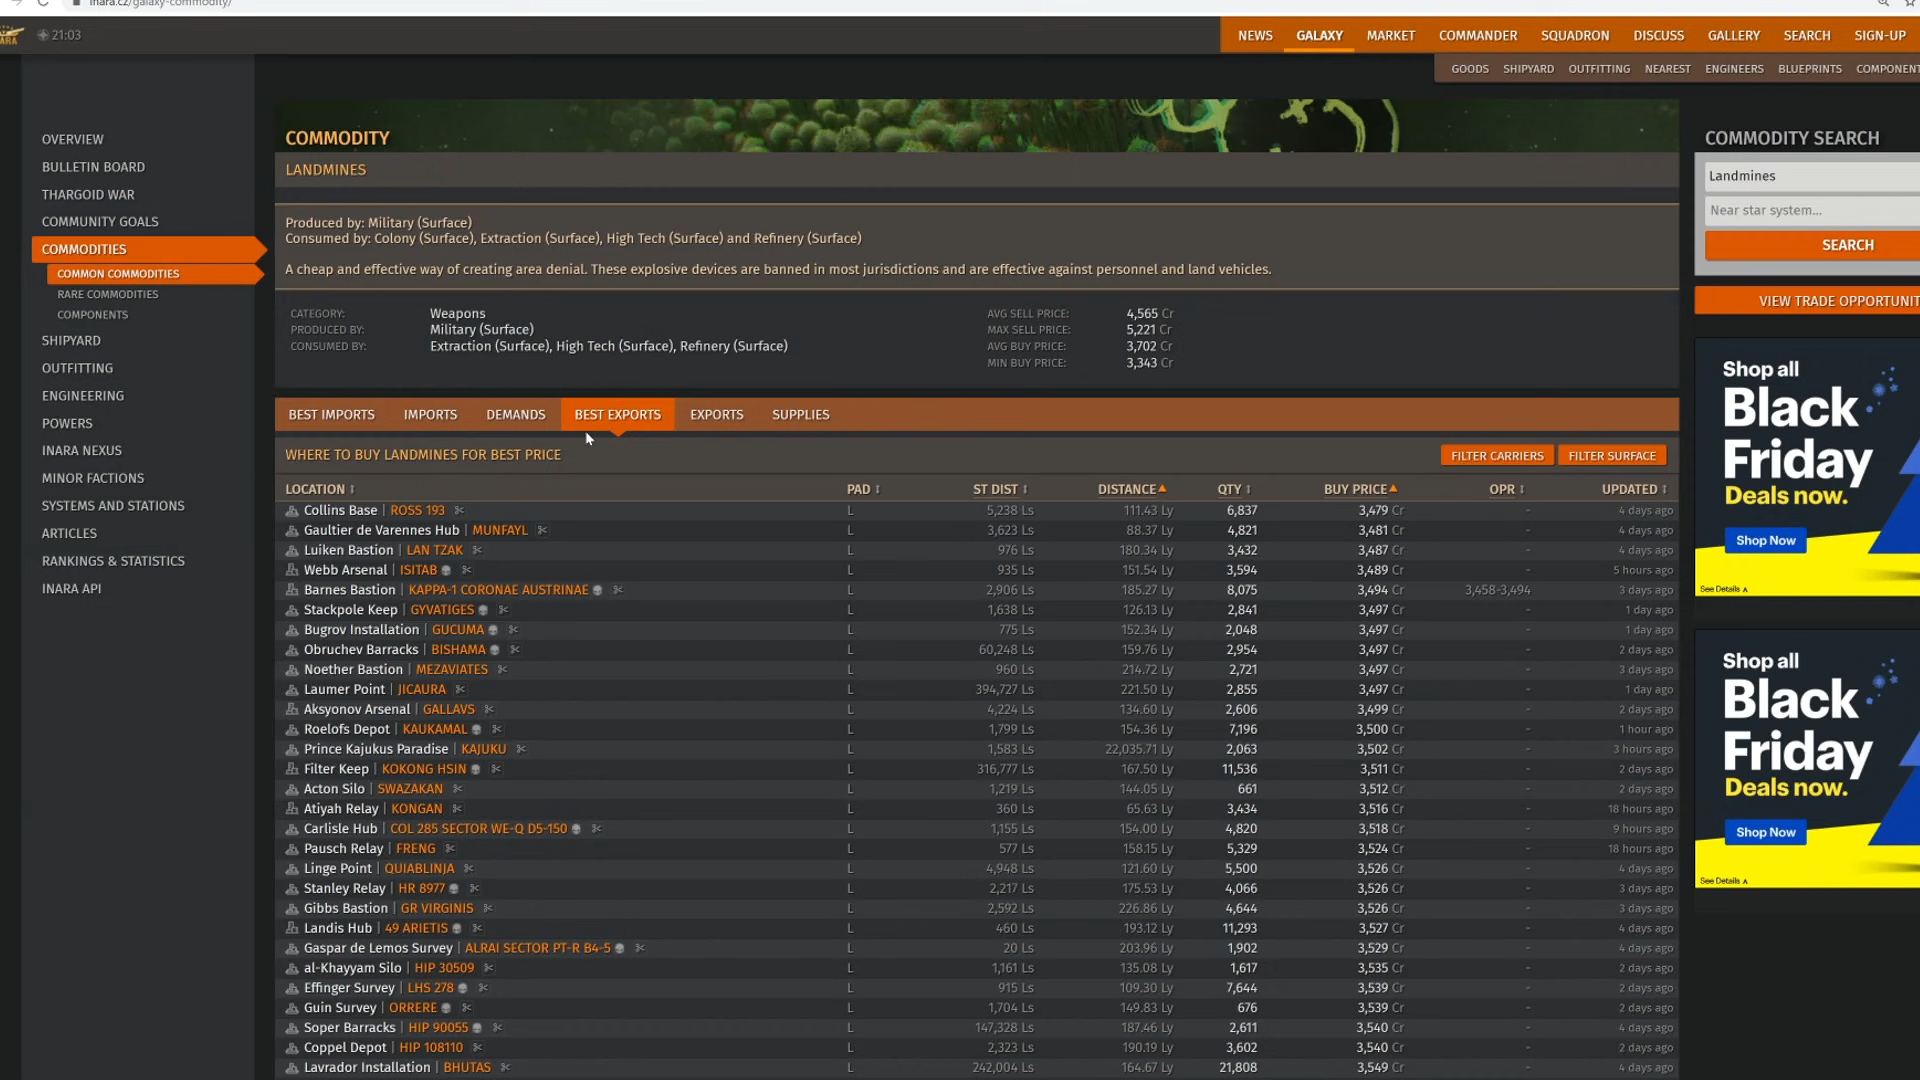 inara.cz/galaxy-commodity/
21:03
NEWS GALAXY MARKET COMMANDER SQUADRON DISCUSS GALLERY SEARCH SIGN-UP
GOODS SHIPYARD OUTFITTING NEAREST ENGINEERS BLUEPRINTS COMPONENT
OVERVIEW
BULLETIN BOARD
THARGOID WAR
COMMUNITY GOALS
COMMODITIES
COMMON COMMODITIES
RARE COMMODITIES
COMPONENTS
SHIPYARD
OUTFITTING
ENGINEERING
POWERS
INARA NEXUS
MINOR FACTIONS
SYSTEMS AND STATIONS
ARTICLES
RANKINGS & STATISTICS
INARA API
COMMODITY
LANDMINES
Produced by: Military (Surface)
Consumed by: Colony (Surface), Extraction (Surface), High Tech (Surface) and Refinery (Surface)
A cheap and effective way of creating area denial. These explosive devices are banned in most jurisdictions and are effective against personnel and land vehicles.
CATEGORY: Weapons
PRODUCED BY: Military (Surface)
CONSUMED BY: Extraction (Surface), High Tech (Surface), Refinery (Surface)
AVG SELL PRICE: 4,565 Cr
MAX SELL PRICE: 5,221 Cr
AVG BUY PRICE: 3,702 Cr
MIN BUY PRICE: 3,343 Cr
BEST IMPORTS IMPORTS DEMANDS BEST EXPORTS EXPORTS SUPPLIES
WHERE TO BUY LANDMINES FOR BEST PRICE FILTER CARRIERS FILTER SURFACE
LOCATION PAD ST DIST DISTANCE QTY BUY PRICE OPR UPDATED
Collins Base | ROSS 193 L 5,238 Ls 111.43 Ly 6,837 3,479 Cr - 4 days ago
Gaultier de Varennes Hub | MUNFAYL L 3,623 Ls 88.37 Ly 4,821 3,481 Cr - 4 days ago
Luiken Bastion | LAN TZAK L 976 Ls 180.34 Ly 3,432 3,487 Cr - 4 days ago
Webb Arsenal | ISITAB L 935 Ls 151.54 Ly 3,594 3,489 Cr - 5 hours ago
Barnes Bastion | KAPPA-1 CORONAE AUSTRINAE L 2,906 Ls 185.27 Ly 8,075 3,494 Cr 3,458-3,494 3 days ago
Stackpole Keep | GYVATIGES L 1,638 Ls 126.13 Ly 2,841 3,497 Cr - 1 day ago
Bugrov Installation | GUCUMA L 775 Ls 152.34 Ly 2,048 3,497 Cr - 1 day ago
Obruchev Barracks | BISHAMA L 60,248 Ls 159.76 Ly 2,954 3,497 Cr - 2 days ago
Noether Bastion | MEZAVIATES L 960 Ls 214.72 Ly 2,721 3,497 Cr - 3 days ago
Laumer Point | JICAURA L 394,727 Ls 221.50 Ly 2,855 3,497 Cr - 1 day ago
Aksyonov Arsenal | GALLAVS L 4,224 Ls 134.60 Ly 2,606 3,499 Cr - 2 days ago
Roelofs Depot | KAUKAMAL L 1,799 Ls 154.36 Ly 7,196 3,500 Cr - 1 hour ago
Prince Kajukus Paradise | KAJUKU L 1,583 Ls 22,035.71 Ly 2,063 3,502 Cr - 3 hours ago
Filter Keep | KOKONG HSIN L 316,777 Ls 167.50 Ly 11,536 3,511 Cr - 2 days ago
Acton Silo | SWAZAKAN L 1,219 Ls 144.05 Ly 661 3,512 Cr - 2 days ago
Atiyah Relay | KONGAN L 360 Ls 65.63 Ly 3,434 3,516 Cr - 18 hours ago
Carlisle Hub | COL 285 SECTOR WE-Q D5-150 L 1,155 Ls 154.00 Ly 4,820 3,518 Cr - 9 hours ago
Pausch Relay | FRENG L 577 Ls 158.15 Ly 5,329 3,524 Cr - 18 hours ago
Linge Point | QUIABLINJA L 4,948 Ls 121.60 Ly 5,500 3,526 Cr - 4 days ago
Stanley Relay | HR 8977 L 2,217 Ls 175.53 Ly 4,066 3,526 Cr - 3 days ago
Gibbs Bastion | GR VIRGINIS L 2,592 Ls 226.86 Ly 4,644 3,526 Cr - 3 days ago
Landis Hub | 49 ARIETIS L 460 Ls 193.12 Ly 11,293 3,527 Cr - 4 days ago
Gaspar de Lemos Survey | ALRAI SECTOR PT-R B4-5 L 20 Ls 203.96 Ly 1,902 3,529 Cr - 4 days ago
al-Khayyam Silo | HIP 30509 L 1,161 Ls 135.08 Ly 1,617 3,535 Cr - 2 days ago
Effinger Survey | LHS 278 L 915 Ls 109.30 Ly 7,644 3,539 Cr - 2 days ago
Guin Survey | ORRERE L 1,704 Ls 149.83 Ly 676 3,539 Cr - 2 days ago
Soper Barracks | HIP 90055 L 147,328 Ls 187.46 Ly 2,611 3,540 Cr - 4 days ago
Coppel Depot | HIP 108110 L 2,323 Ls 190.19 Ly 3,602 3,540 Cr - 2 days ago
Lavrador Installation | BHUTAS L 242,004 Ls 164.67 Ly 21,808 3,549 Cr - 4 days ago
COMMODITY SEARCH
Landmines
Near star system...
SEARCH
VIEW TRADE OPPORTUNIT
Shop all
Black
Friday
Deals now.
Shop Now
See Details
Shop all
Black
Friday
Deals now.
Shop Now
See Details